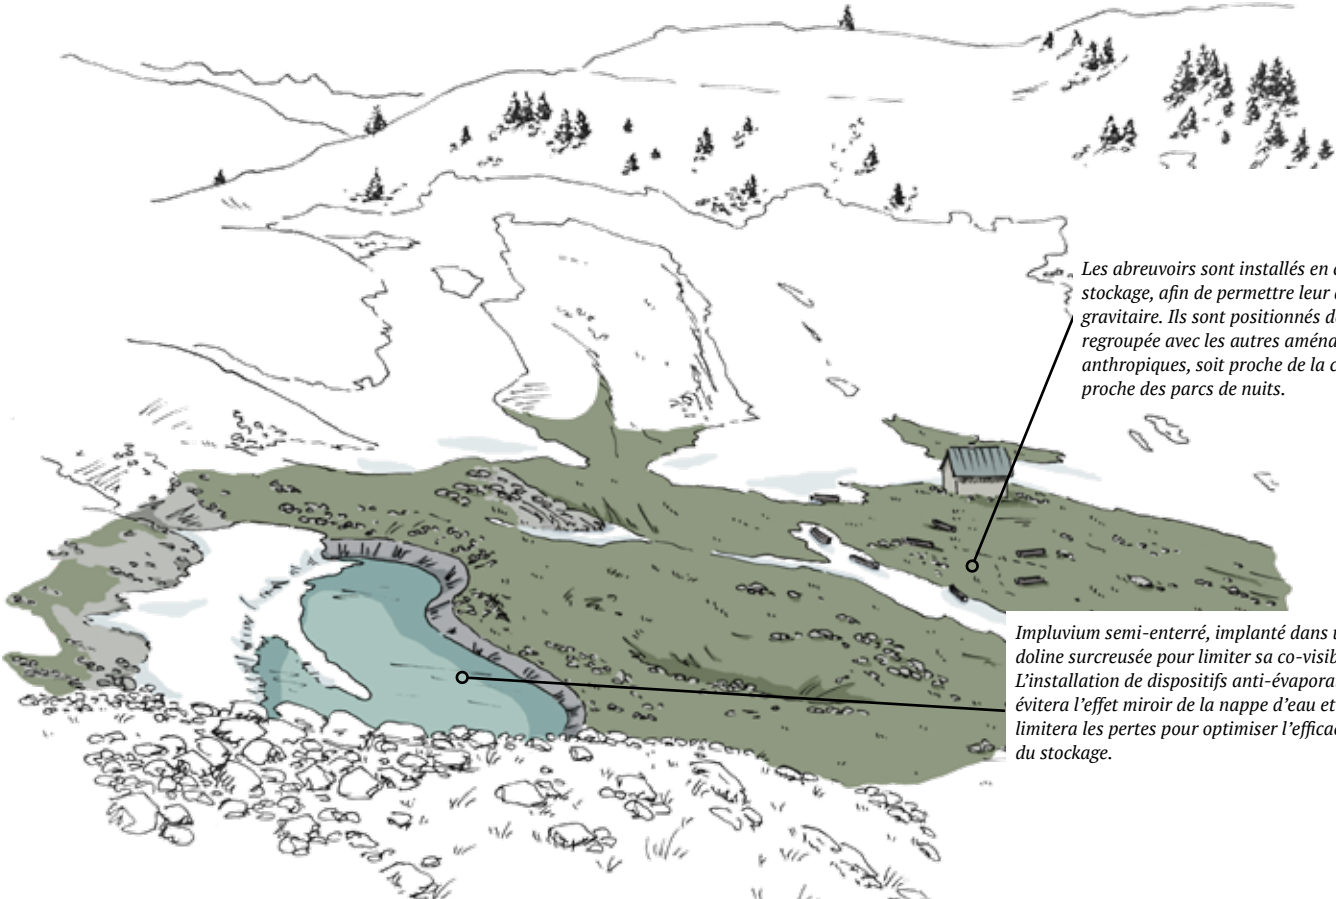 Les abreuvoirs sont installés en
stockage, afin de permettre leur
gravitaire. Ils sont positionnés
regroupée avec les autres
anthropiques, soit proche de la
proche des parcs de nuits.
Impluvium semi-enterré, implanté dans
doline surcreusée pour limiter sa
L’installation de dispositifs
évitera l’effet miroir de la nappe d’eau et
limitera les pertes pour optimiser
du stockage.